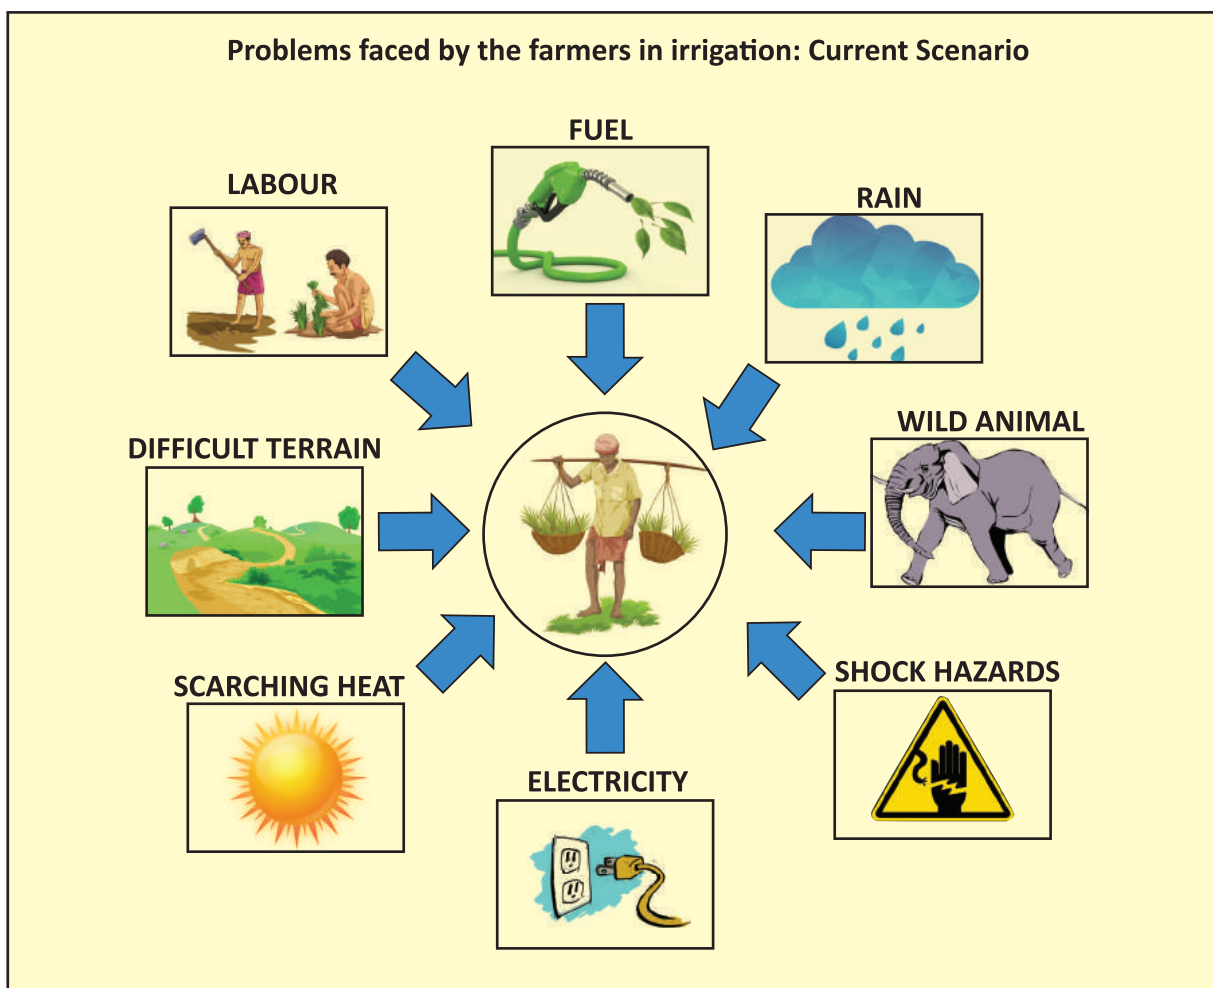 Problems faced by the farmers in irrigation: Current Scenario
FUEL
LABOUR
RAIN
WILD ANIMAL
DIFFICULT TERRAIN
SHOCK HAZARDS
SCARCHING HEAT
ELECTRICITY